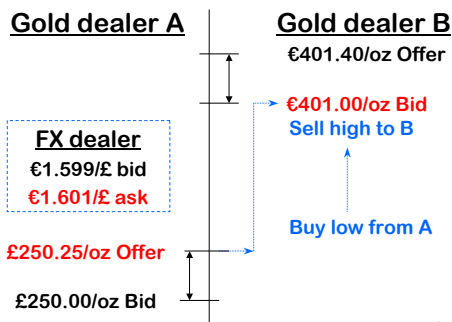 Gold dealer A
Gold dealer B
€401.40/oz Offer
€401.00/oz Bid
Sell high to B
FX dealer
€1.599/£ bid
€1.601/£ ask
Buy low from A
£250.25/oz Offer
£250.00/oz Bid